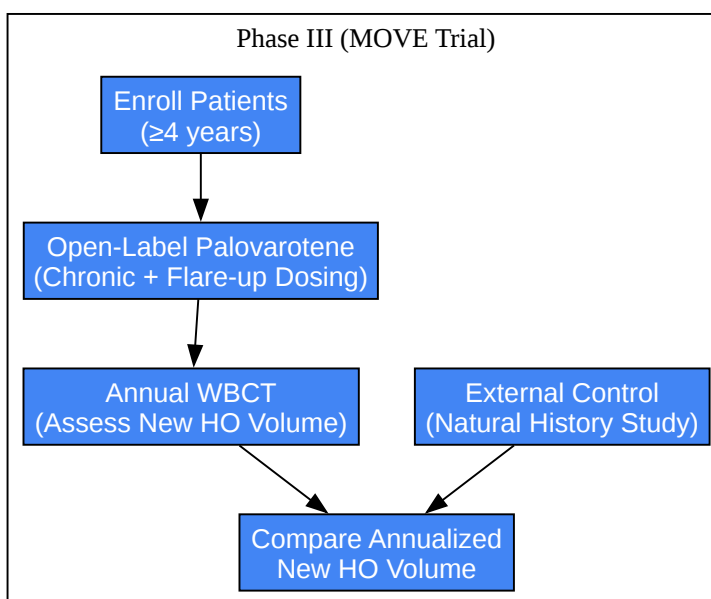 Phase III (MOVE Trial)
Enroll Patients
(≥4 years)
Open-Label Palovarotene
(Chronic + Flare-up Dosing)
Annual WBCT
(Assess New HO Volume)
External Control
(Natural History Study)
Compare Annualized
New HO Volume